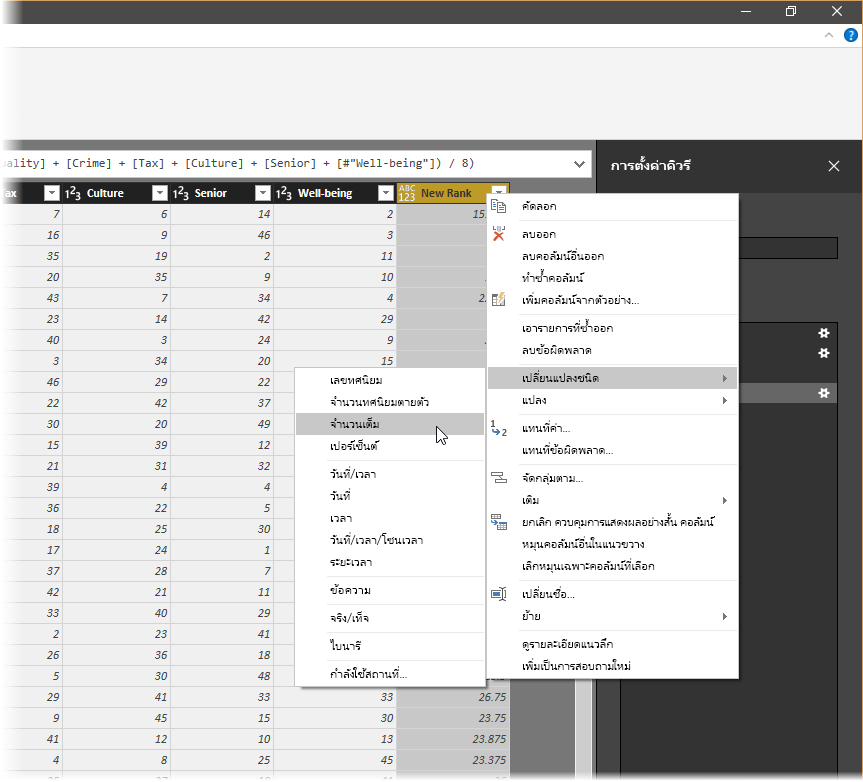 ality] + [Crime] + [Tax] + [Culture] + [Senior] + [#"Well-being"]) / 8)
การตั้งค่าคิวรี
ax 1²3 Culture 1²3 Senior 1²3 Well-being ABC 123 New Rank
7 6 14 2 15.
16 9 46 3
35 19 2 11
20 35 9 10
43 7 34 4 2
23 14 42 29
40 3 24 9
3 34 20 15
46 29 22
22 42 37
30 20 49
15 39 12
21 31 32
39 4 4
36 22 5
18 25 30
17 24 1
37 28 7
42 21 11
33 40 29
2 23 41
26 36 18
5 30 48
29 41 33 33 26.75
9 45 15 30 23.75
41 12 10 13 23.875
4 8 25 45 23.375
คัดลอก
ลบออก
ลบคอลัมน์อื่นออก
ทำซ้ำคอลัมน์
เพิ่มคอลัมน์จากตัวอย่าง...
เอารายการที่ซ้ำออก
ลบข้อผิดพลาด
เปลี่ยนแปลงชนิด
แปลง
แทนที่ค่า...
แทนที่ข้อผิดพลาด...
จัดกลุ่มตาม...
เติม
ยกเลิก ควบคุมการแสดงผลอย่างสั้น คอลัมน์
หมุนคอลัมน์อื่นในแนวขวาง
เลิกหมุนเฉพาะคอลัมน์ที่เลือก
เปลี่ยนชื่อ...
ย้าย
ดูรายละเอียดแนวลึก
เพิ่มเป็นการสอบถามใหม่
เลขทศนิยม
จำนวนทศนิยมตายตัว
จำนวนเต็ม
เปอร์เซ็นต์
วันที่/เวลา
วันที่
เวลา
วันที่/เวลา/โซนเวลา
ระยะเวลา
ข้อความ
จริง/เท็จ
ไบนารี
กำลังใช้สถานที่...